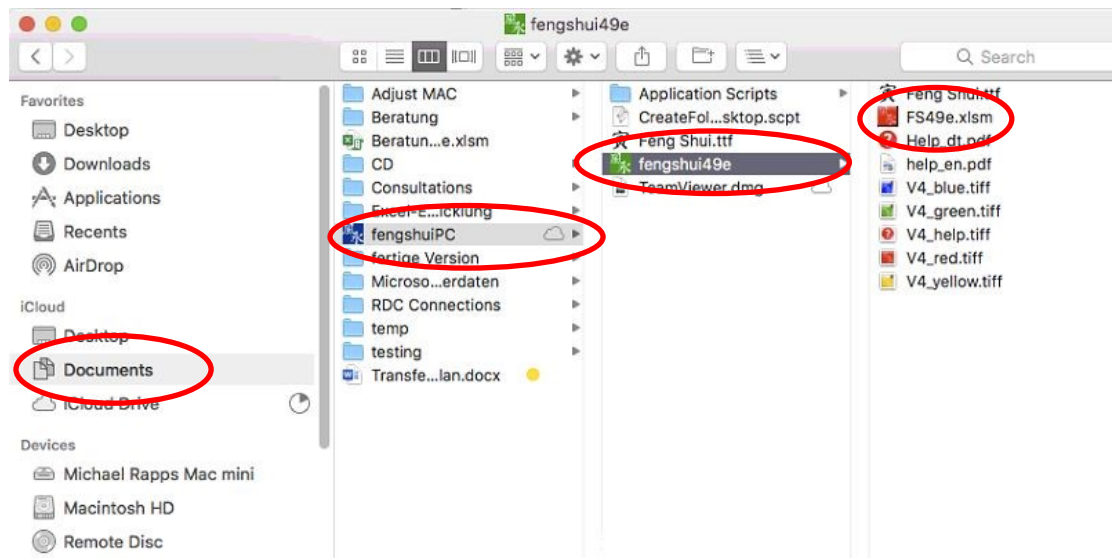 fengshui49e
Search
Favorites
Desktop
Downloads
Applications
Recents
AirDrop
iCloud
Desktop
Documents
iCloud Drive
Devices
Michael Rapps Mac mini
Macintosh HD
Remote Disc
Adjust MAC
Beratung
Beratun...e.xlsm
CD
Consultations
Excel-E...icklung
fengshuiPC
fertige Version
Microso...erdaten
RDC Connections
temp
testing
Transfe...lan.docx
Application Scripts
CreateFol...sktop.scpt
Feng Shui.ttf
fengshui49e
TeamViewer.dmg
Feng Shui.ttf
FS49e.xlsm
Help_dt.pdf
help_en.pdf
V4_blue.tiff
V4_green.tiff
V4_help.tiff
V4_red.tiff
V4_yellow.tiff